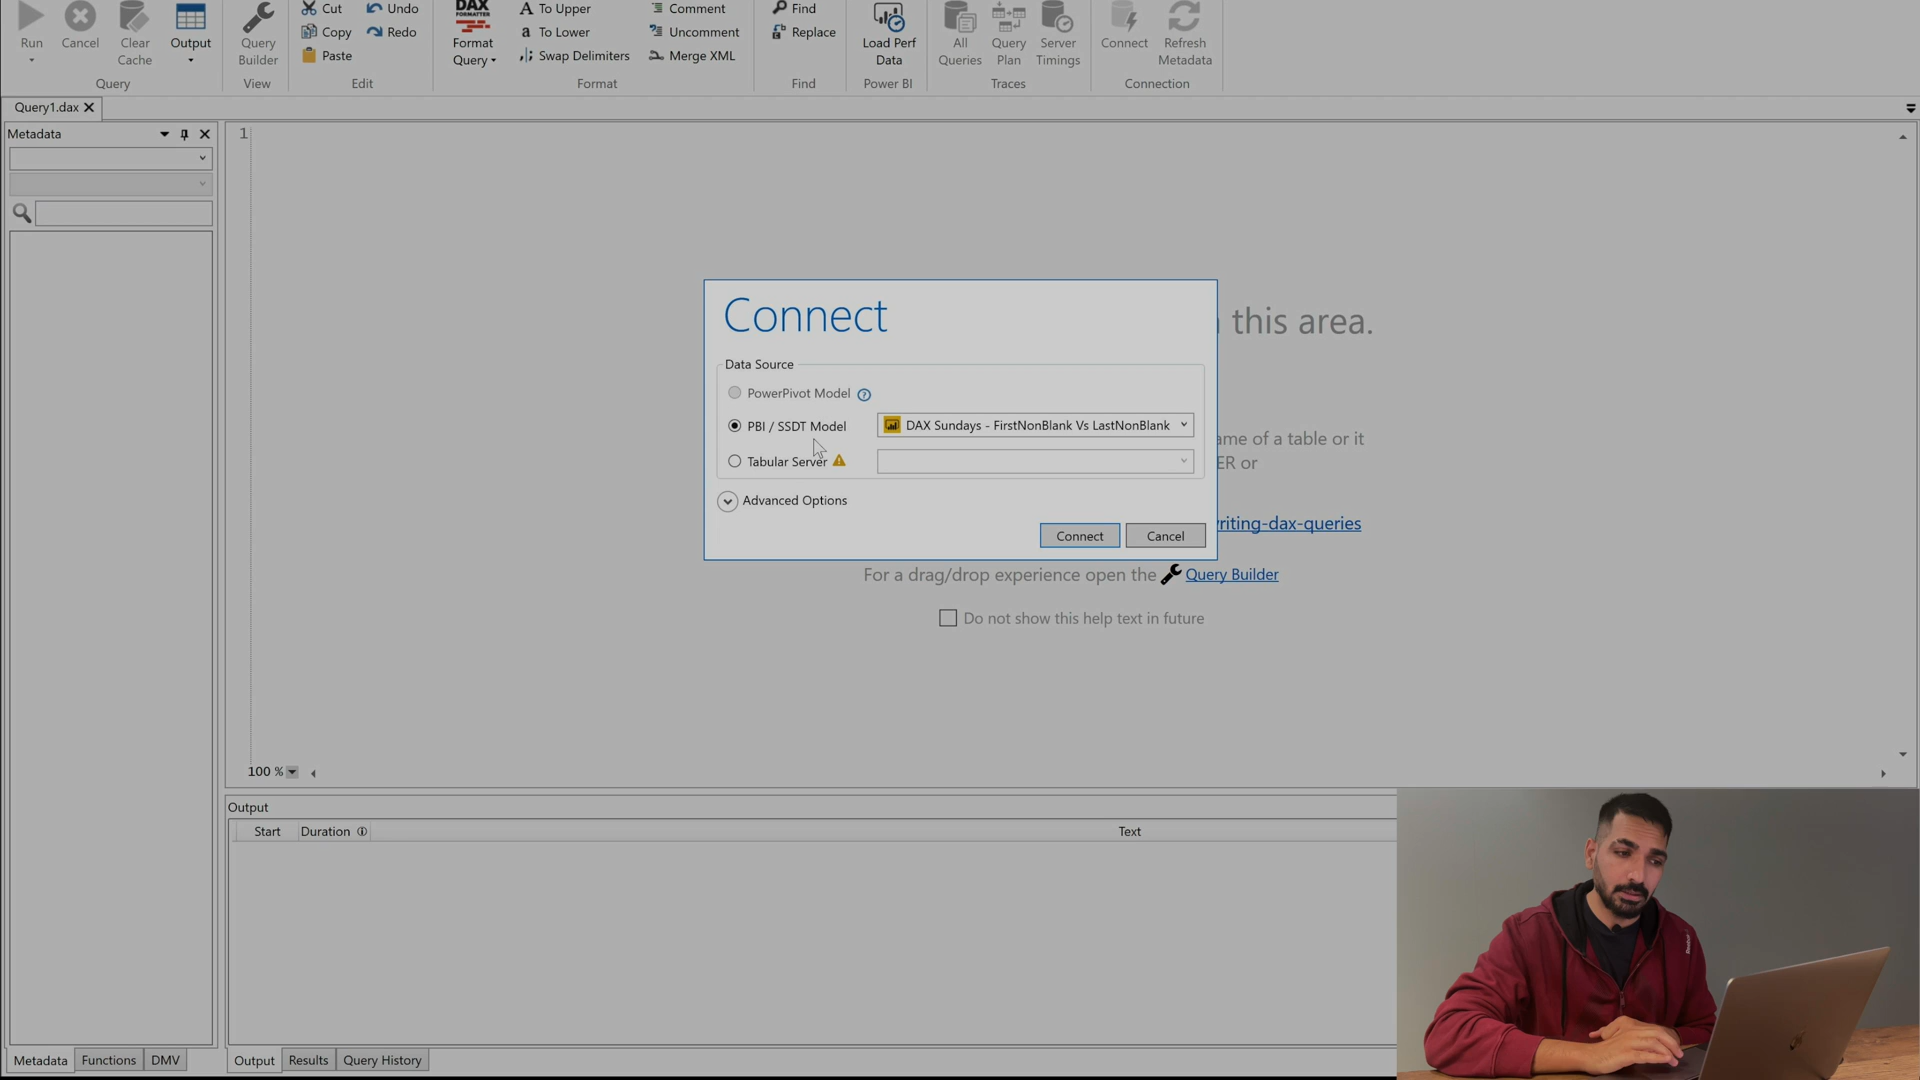 Run
Cancel
Clear
Cache
Output
Query
Query
Builder
View
Cut
Copy
Paste
Undo
Redo
Edit
DAX
FORMATTER
Format
Query
To Upper
To Lower
Swap Delimiters
Comment
Uncomment
Merge XML
Format
Find
Replace
Find
Load Perf
Data
Power BI
All
Queries
Query
Plan
Server
Timings
Traces
Connect
Refresh
Metadata
Connection
Query1.dax
Metadata
1
this area.
Connect
Data Source
PowerPivot Model
PBI / SSDT Model
DAX Sundays - FirstNonBlank Vs LastNonBlank
ame of a table or it
Tabular Server
ER or
Advanced Options
riting-dax-queries
Connect
Cancel
For a drag/drop experience open the Query Builder
Do not show this help text in future
100 %
Output
Start
Duration
Text
Metadata
Functions
DMV
Output
Results
Query History